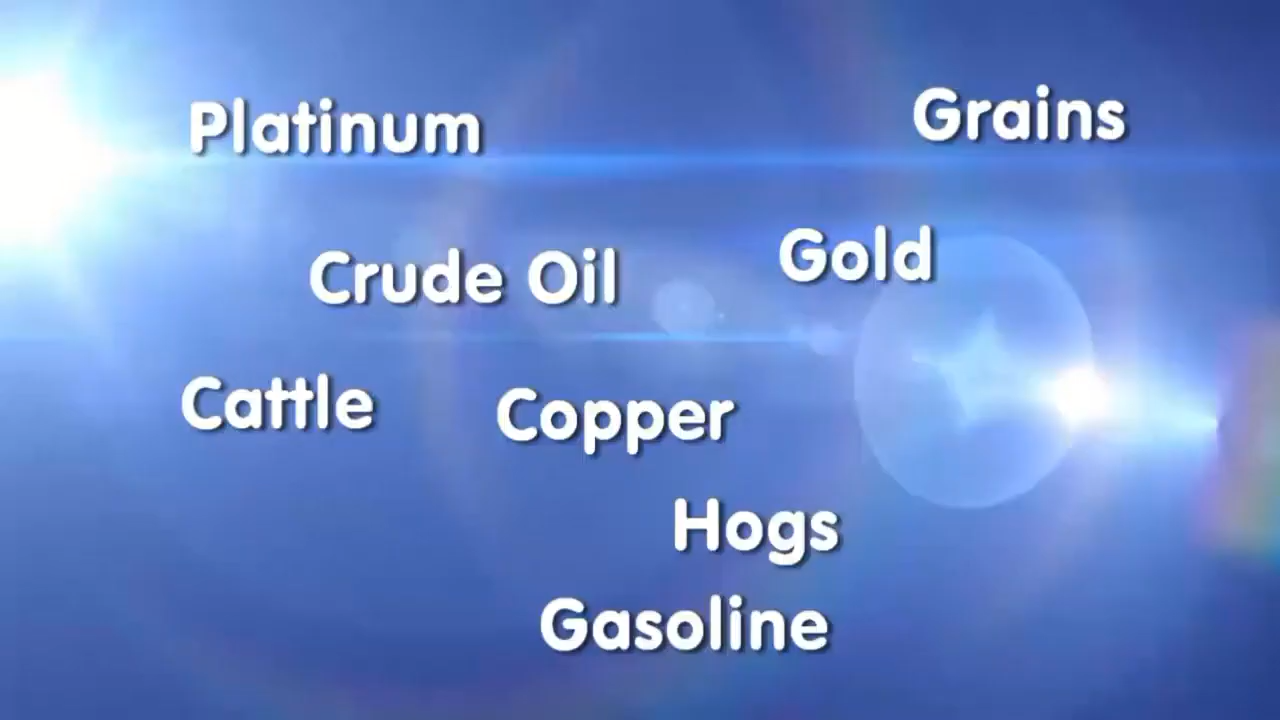 Platinum
Grains
Crude Oil
Gold
Cattle
Copper
Hogs
Gasoline